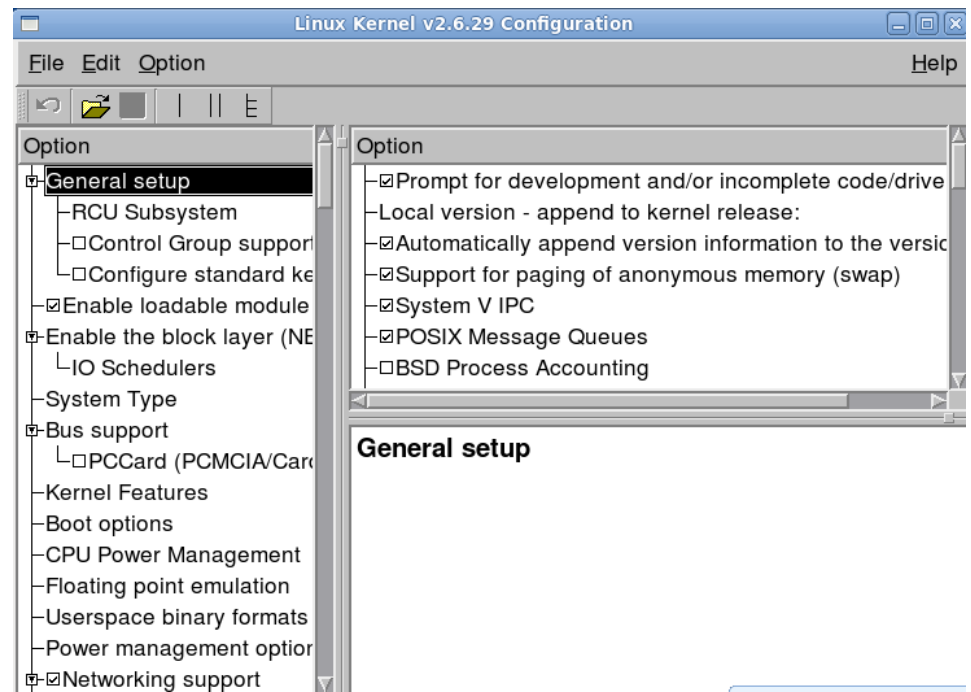 Linux Kernel v2.6.29 Configuration
File Edit Option Help
Option
General setup
RCU Subsystem
Control Group support
Configure standard ke
Enable loadable module
Enable the block layer (NE
IO Schedulers
System Type
Bus support
PCCard (PCMCIA/Card
Kernel Features
Boot options
CPU Power Management
Floating point emulation
Userspace binary formats
Power management option
Networking support
Option
Prompt for development and/or incomplete code/drive
Local version - append to kernel release:
Automatically append version information to the versio
Support for paging of anonymous memory (swap)
System V IPC
POSIX Message Queues
BSD Process Accounting
General setup